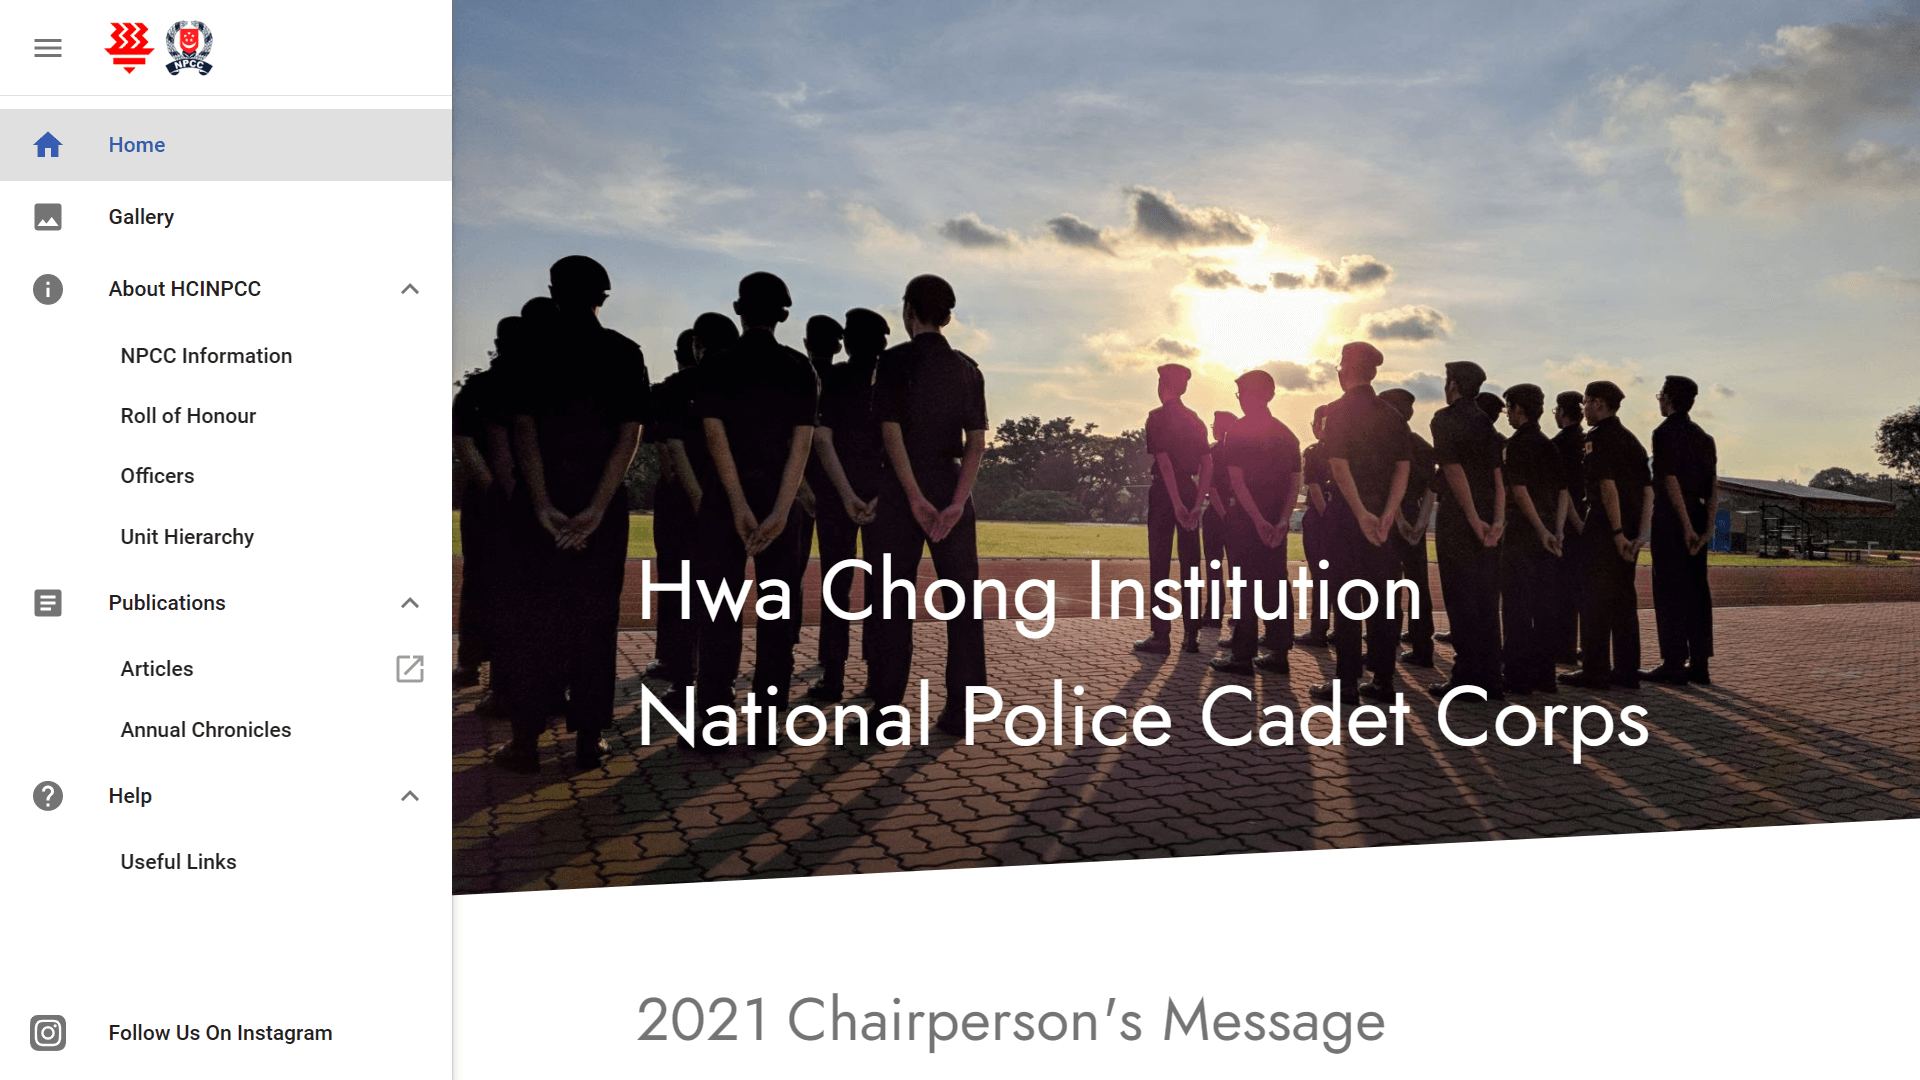 NPCC
Home
Gallery
About HCINPCC
NPCC Information
Roll of Honour
Officers
Unit Hierarchy
Publications
Articles
Annual Chronicles
Help
Useful Links
Follow Us On Instagram
Hwa Chong Institution
National Police Cadet Corps
2021 Chairperson's Message